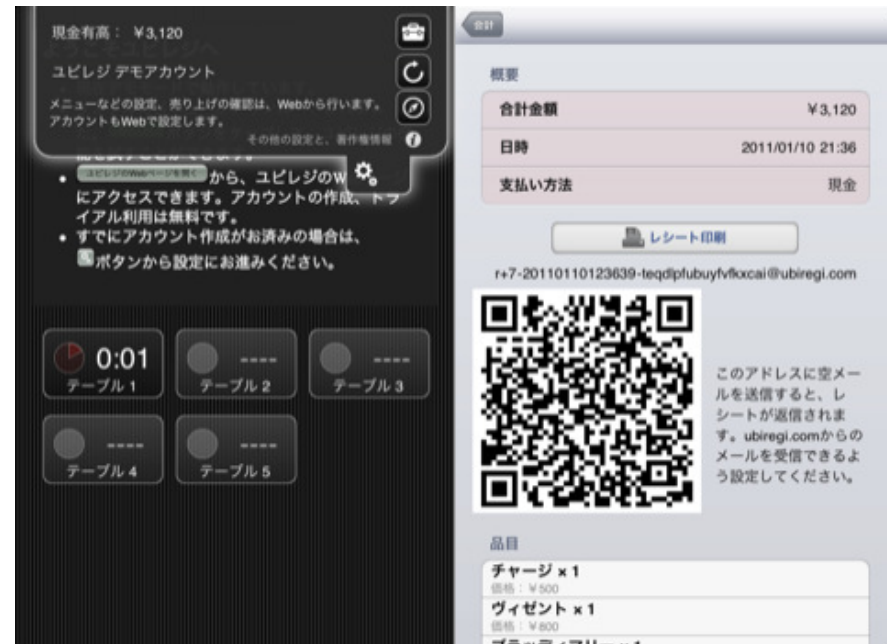 現金有高： ￥3,120
ユビレジ デモアカウント
メニューなどの設定、売り上げの確認は、Webから行います。
アカウントもWebで設定します。
その他の設定と、著作権情報
ユビレジのWebページを開く から、ユビレジのW
にアクセスできます。アカウントの作成、トラ
イアル利用は無料です。
• すでにアカウント作成がお済みの場合は、
ボタンから設定にお進みください。
0:01
テーブル 1
----
テーブル 2
----
テーブル 3
----
テーブル 4
----
テーブル 5
合計
概要
合計金額 ￥3,120
日時 2011/01/10 21:36
支払い方法 現金
レシート印刷
r+7-20110110123639-teqdlpfubuyfvfkxcai@ubiregi.com
このアドレスに空メー
ルを送信すると、レ
シートが返信されま
す。ubiregi.comからの
メールを受信できるよ
う設定してください。
品目
チャージ × 1
価格：￥500
ヴィゼント × 1
価格：￥800